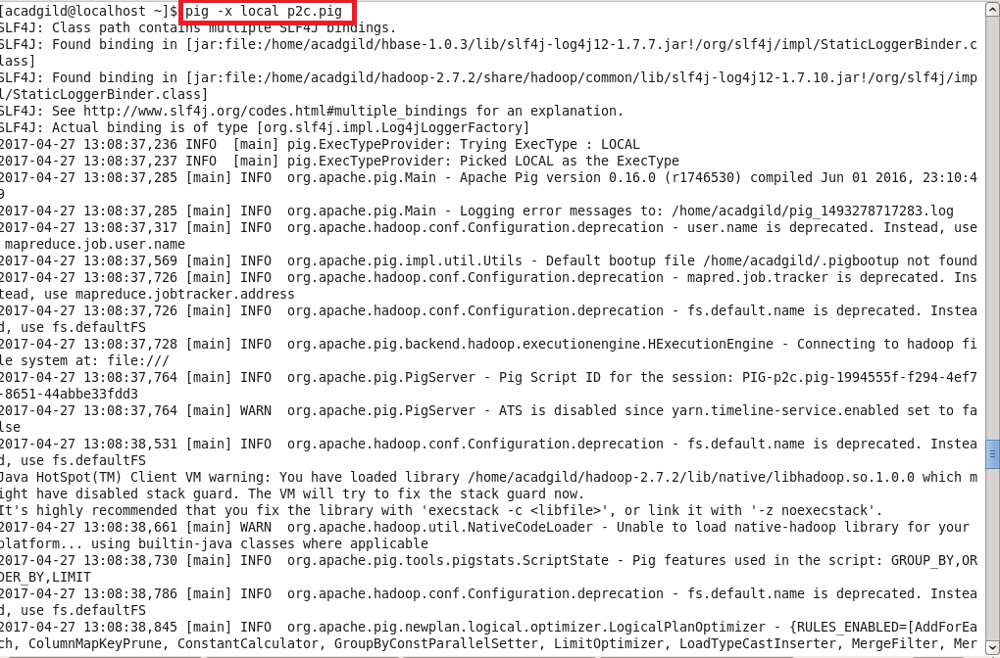 [acadgild@localhost ~]$ pig -x local p2c.pig
SLF4J: Class path contains multiple SLF4J bindings.
SLF4J: Found binding in [jar:file:/home/acadgild/hbase-1.0.3/lib/slf4j-log4j12-1.7.7.jar!/org/slf4j/impl/StaticLoggerBinder.c
lass]
SLF4J: Found binding in [jar:file:/home/acadgild/hadoop-2.7.2/share/hadoop/common/lib/slf4j-log4j12-1.7.10.jar!/org/slf4j/imp
l/StaticLoggerBinder.class]
SLF4J: See http://www.slf4j.org/codes.html#multiple_bindings for an explanation.
SLF4J: Actual binding is of type [org.slf4j.impl.Log4jLoggerFactory]
2017-04-27 13:08:37,236 INFO  [main] pig.ExecTypeProvider: Trying ExecType : LOCAL
2017-04-27 13:08:37,237 INFO  [main] pig.ExecTypeProvider: Picked LOCAL as the ExecType
2017-04-27 13:08:37,285 [main] INFO  org.apache.pig.Main - Apache Pig version 0.16.0 (r1746530) compiled Jun 01 2016, 23:10:4
9
2017-04-27 13:08:37,285 [main] INFO  org.apache.pig.Main - Logging error messages to: /home/acadgild/pig_1493278717283.log
2017-04-27 13:08:37,317 [main] INFO  org.apache.hadoop.conf.Configuration.deprecation - user.name is deprecated. Instead, use
 mapreduce.job.user.name
2017-04-27 13:08:37,569 [main] INFO  org.apache.pig.impl.util.Utils - Default bootup file /home/acadgild/.pigbootup not found
2017-04-27 13:08:37,726 [main] INFO  org.apache.hadoop.conf.Configuration.deprecation - mapred.job.tracker is deprecated. Ins
tead, use mapreduce.jobtracker.address
2017-04-27 13:08:37,726 [main] INFO  org.apache.hadoop.conf.Configuration.deprecation - fs.default.name is deprecated. Instea
d, use fs.defaultFS
2017-04-27 13:08:37,728 [main] INFO  org.apache.pig.backend.hadoop.executionengine.HExecutionEngine - Connecting to hadoop fi
le system at: file:///
2017-04-27 13:08:37,764 [main] INFO  org.apache.pig.PigServer - Pig Script ID for the session: PIG-p2c.pig-1994555f-f294-4ef7
-8651-44abbe33fdd3
2017-04-27 13:08:37,764 [main] WARN  org.apache.pig.PigServer - ATS is disabled since yarn.timeline-service.enabled set to fa
lse
2017-04-27 13:08:38,531 [main] INFO  org.apache.hadoop.conf.Configuration.deprecation - fs.default.name is deprecated. Instea
d, use fs.defaultFS
Java HotSpot(TM) Client VM warning: You have loaded library /home/acadgild/hadoop-2.7.2/lib/native/libhadoop.so.1.0.0 which m
ight have disabled stack guard. The VM will try to fix the stack guard now.
It's highly recommended that you fix the library with 'execstack -c <libfile>', or link it with '-z noexecstack'.
2017-04-27 13:08:38,661 [main] WARN  org.apache.hadoop.util.NativeCodeLoader - Unable to load native-hadoop library for your
platform... using builtin-java classes where applicable
2017-04-27 13:08:38,730 [main] INFO  org.apache.pig.tools.pigstats.ScriptState - Pig features used in the script: GROUP_BY,OR
DER_BY,LIMIT
2017-04-27 13:08:38,786 [main] INFO  org.apache.hadoop.conf.Configuration.deprecation - fs.default.name is deprecated. Instea
d, use fs.defaultFS
2017-04-27 13:08:38,845 [main] INFO  org.apache.pig.newplan.logical.optimizer.LogicalPlanOptimizer - {RULES_ENABLED=[AddForEa
ch, ColumnMapKeyPrune, ConstantCalculator, GroupByConstParallelSetter, LimitOptimizer, LoadTypeCastInserter, MergeFilter, Mer